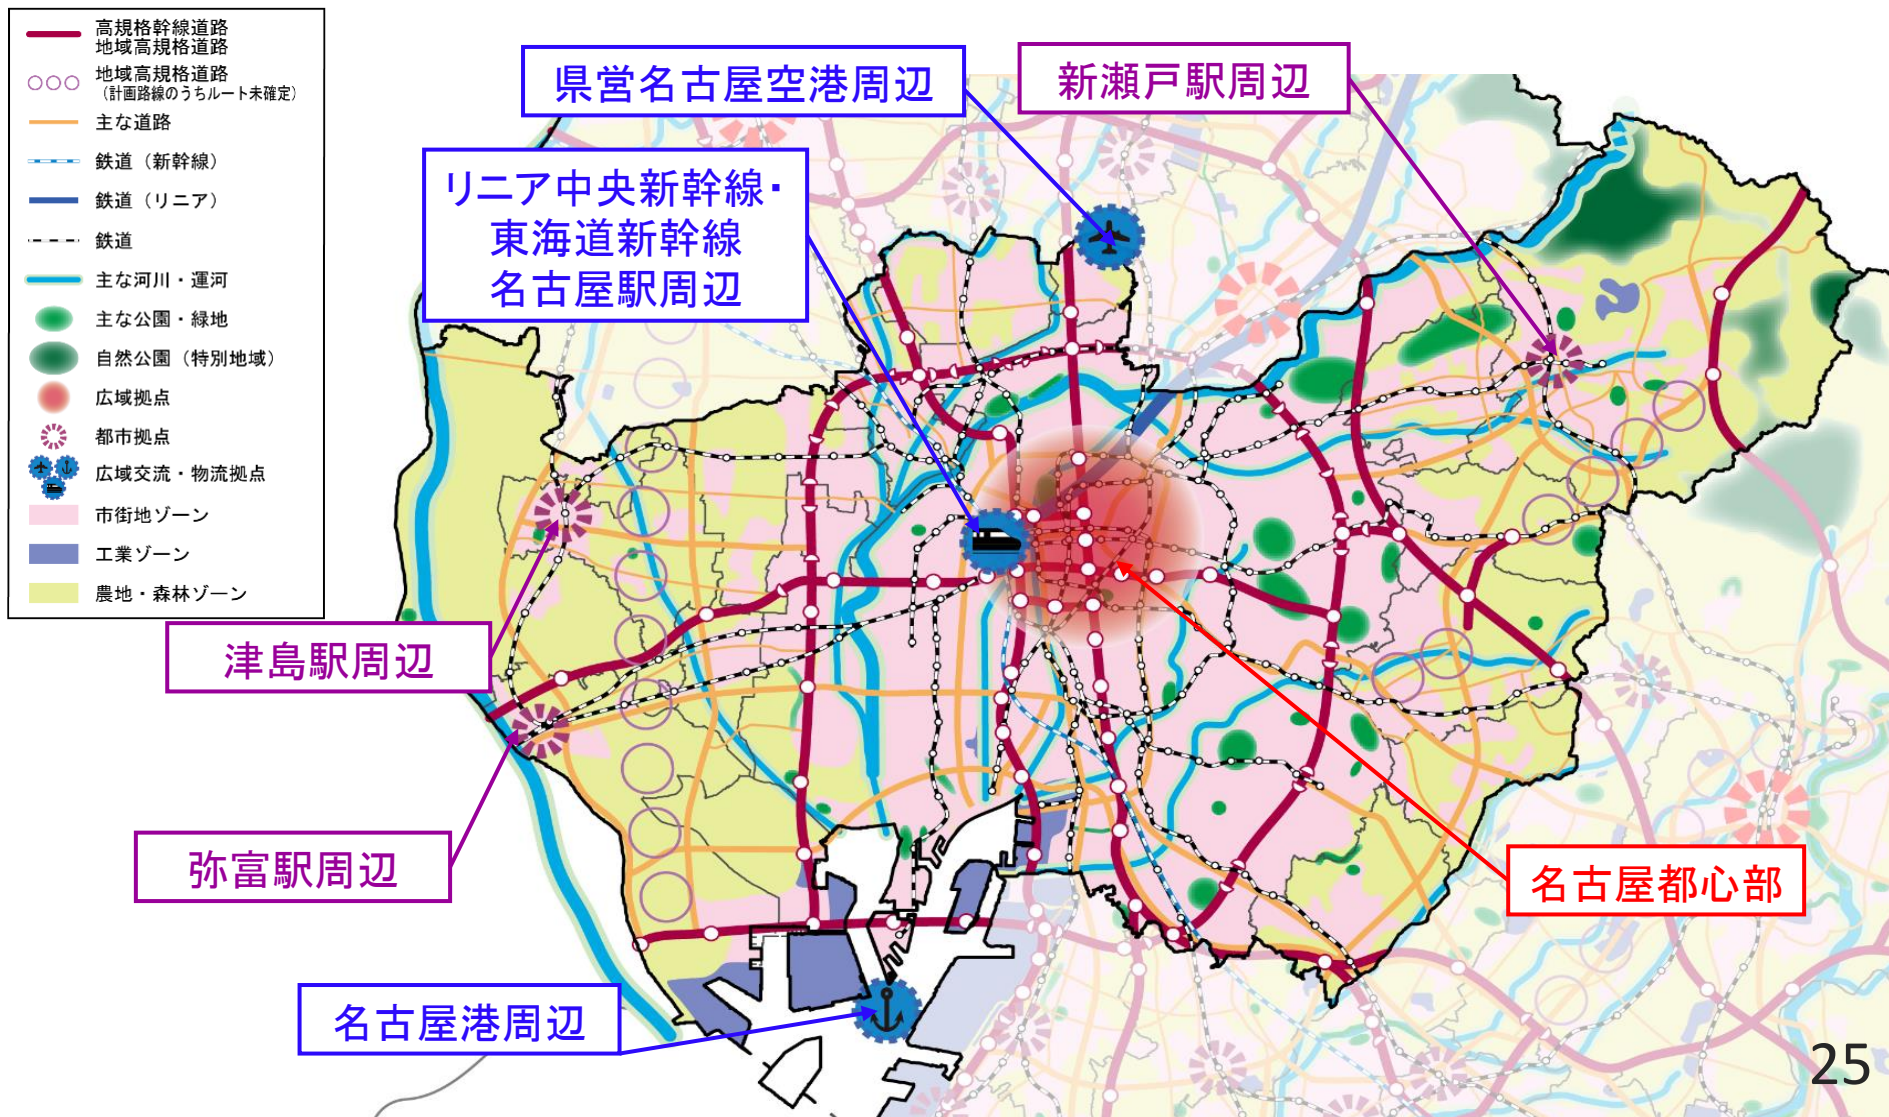 高規格幹線道路
地域高規格道路
地域高規格道路
（計画路線のうちルート未確定）
主な道路
鉄道（新幹線）
鉄道（リニア）
鉄道
主な河川・運河
主な公園・緑地
自然公園（特別地域）
広域拠点
都市拠点
広域交流・物流拠点
市街地ゾーン
工業ゾーン
農地・森林ゾーン
県営名古屋空港周辺
新瀬戸駅周辺
リニア中央新幹線・
東海道新幹線
名古屋駅周辺
津島駅周辺
弥富駅周辺
名古屋都心部
名古屋港周辺
25